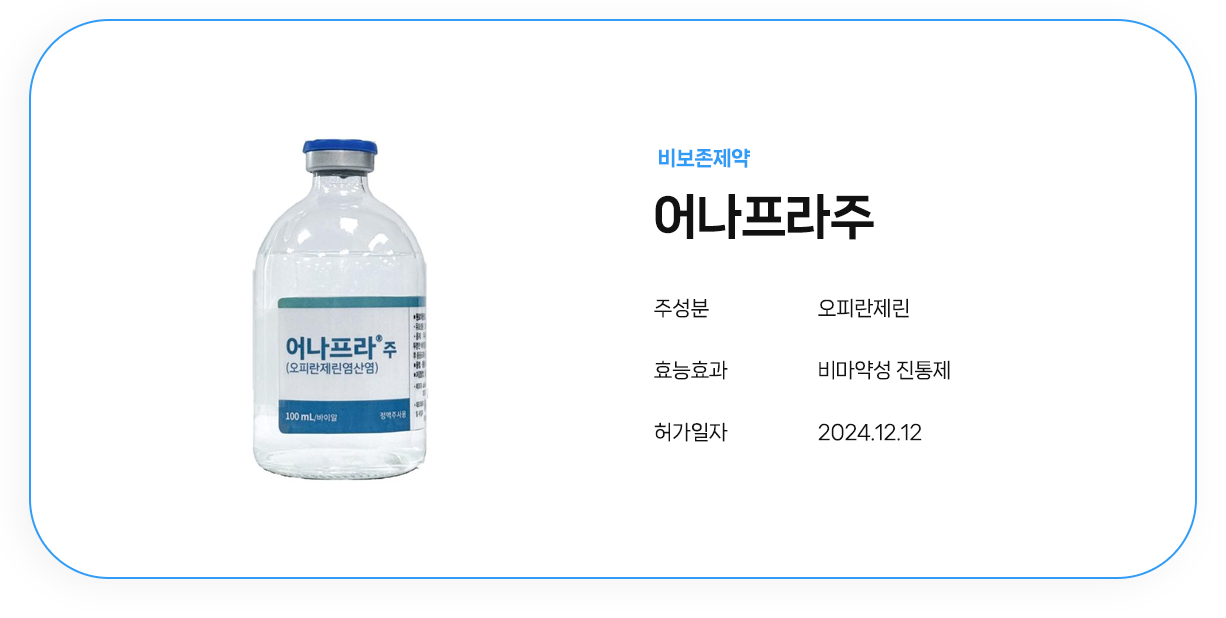 비보존제약
어나프라주
주성분 오피란제린
효능효과 비마약성 진통제
허가일자 2024.12.12
어나프라®주
(오피란제린염산염)
100 mL/바이알 정맥주사용